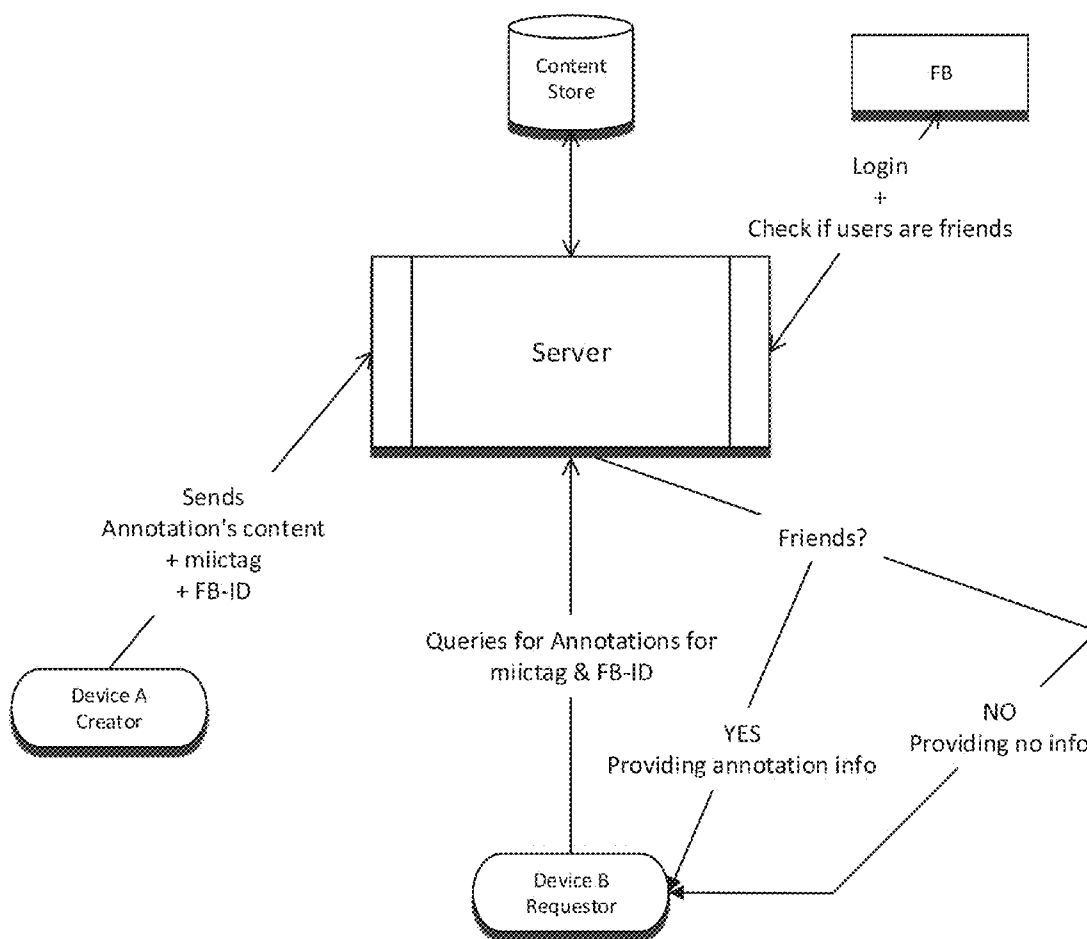 Content
Store
FB
Login
+
Check if users are friends
Server
Sends
Annotation's content
+ miictag
+ FB-ID
Friends?
Queries for Annotations for
miictag & FB-ID
Device A
Creator
YES
Providing annotation info
NO
Providing no info
Device B
Requestor